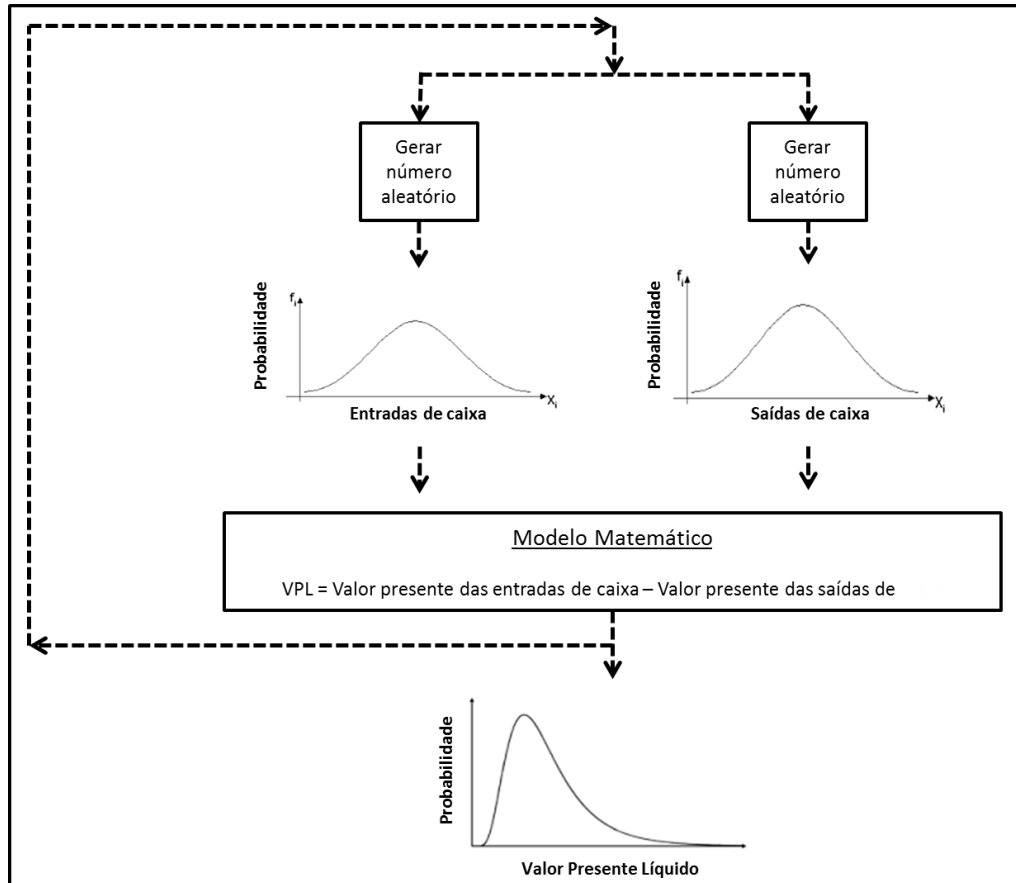 Gerar
número
aleatório
Gerar
número
aleatório
Probabilidade
fi
Xi
Entradas de caixa
Probabilidade
fi
Xi
Saídas de caixa
Modelo Matemático
VPL = Valor presente das entradas de caixa – Valor presente das saídas de
Probabilidade
Valor Presente Líquido